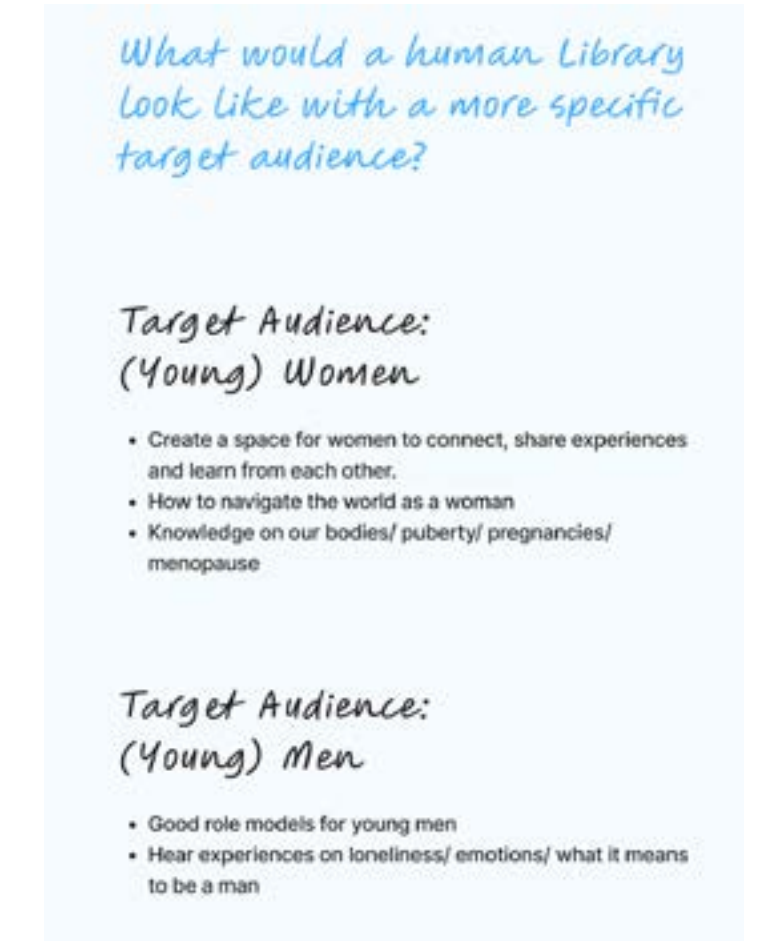 What would a human Library
look like with a more specific
target audience?
Target Audience:
(Young) Women
• Create a space for women to connect, share experiences
and learn from each other.
• How to navigate the world as a woman
• Knowledge on our bodies/ puberty/ pregnancies/
menopause
Target Audience:
(Young) Men
• Good role models for young men
• Hear experiences on loneliness/ emotions/ what it means
to be a man